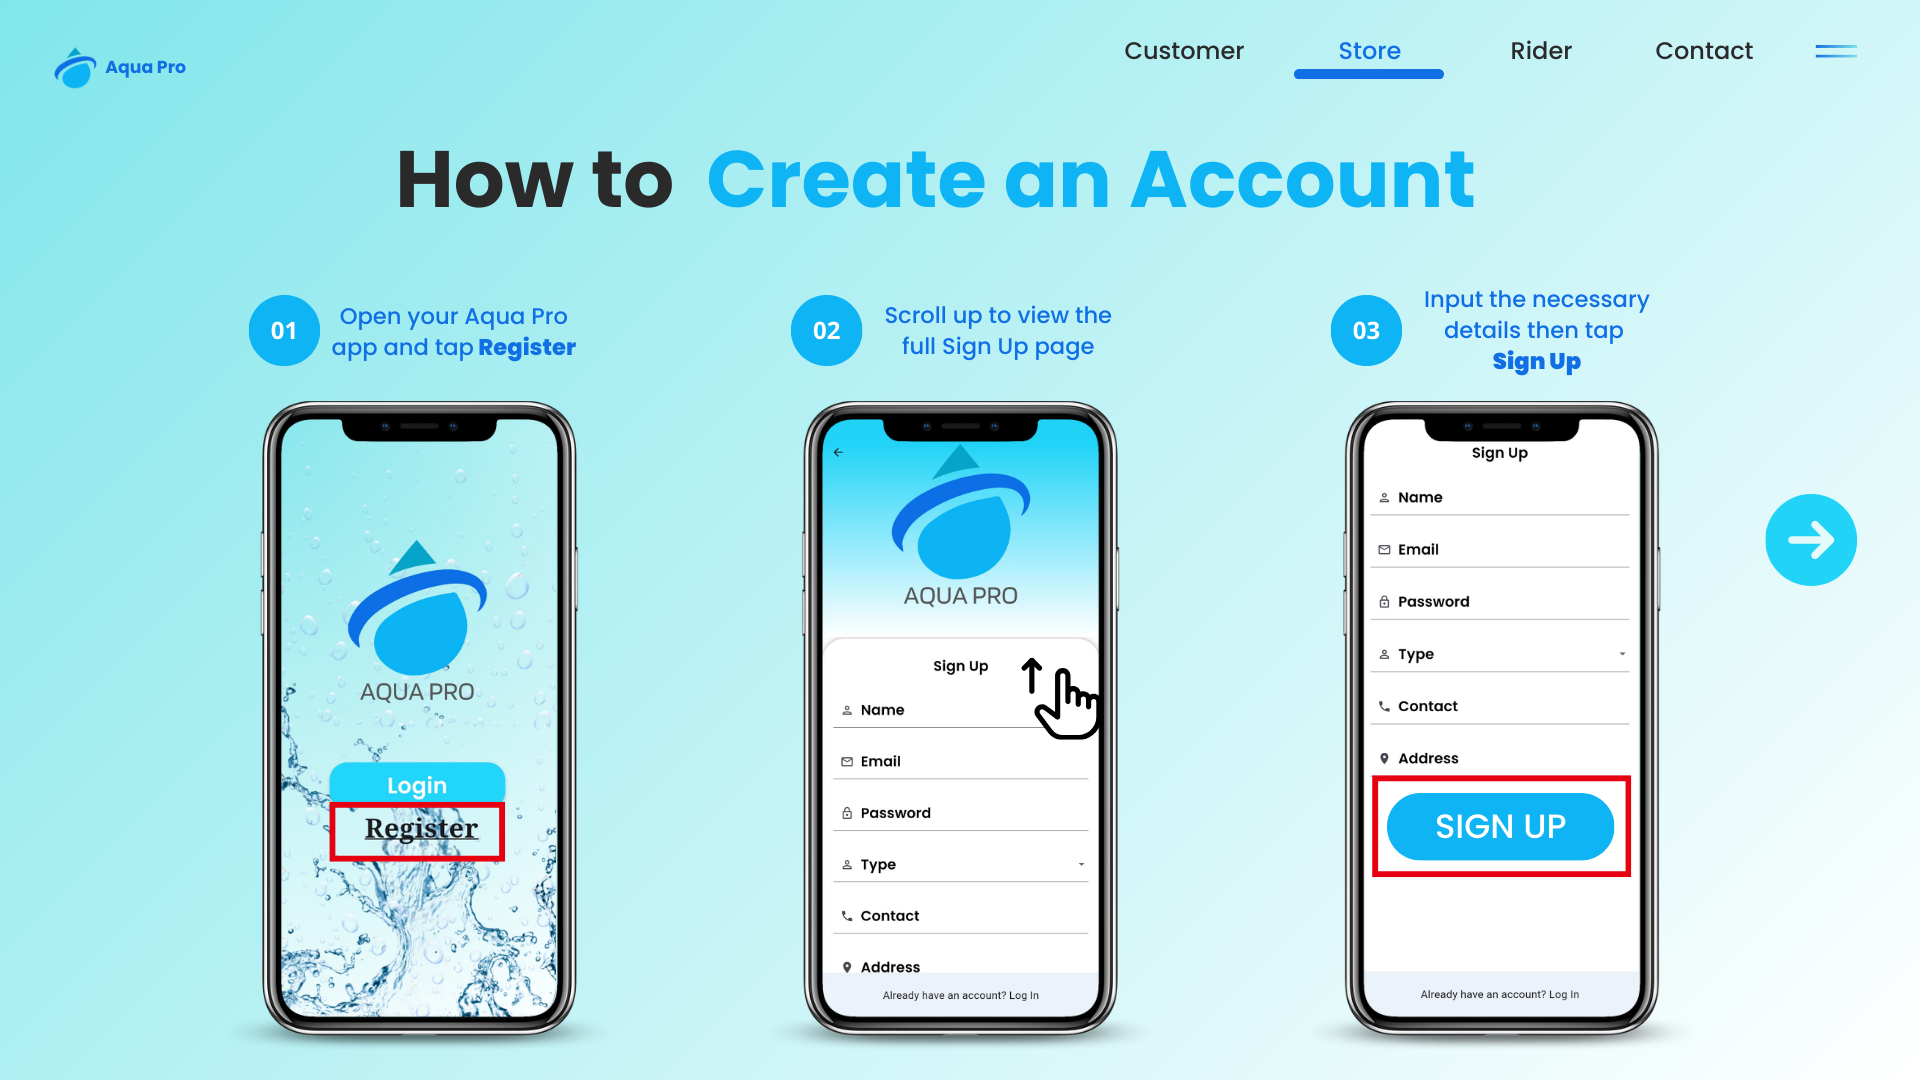 Aqua Pro
Customer
Store
Rider
Contact
How to Create an Account
01
Open your Aqua Pro
app and tap Register
02
Scroll up to view the
full Sign Up page
03
Input the necessary
details then tap
Sign Up
AQUA PRO
Login
Register
AQUA PRO
Sign Up
Name
Email
Password
Type
Contact
Address
Already have an account? Log In
Sign Up
Name
Email
Password
Type
Contact
Address
SIGN UP
Already have an account? Log In